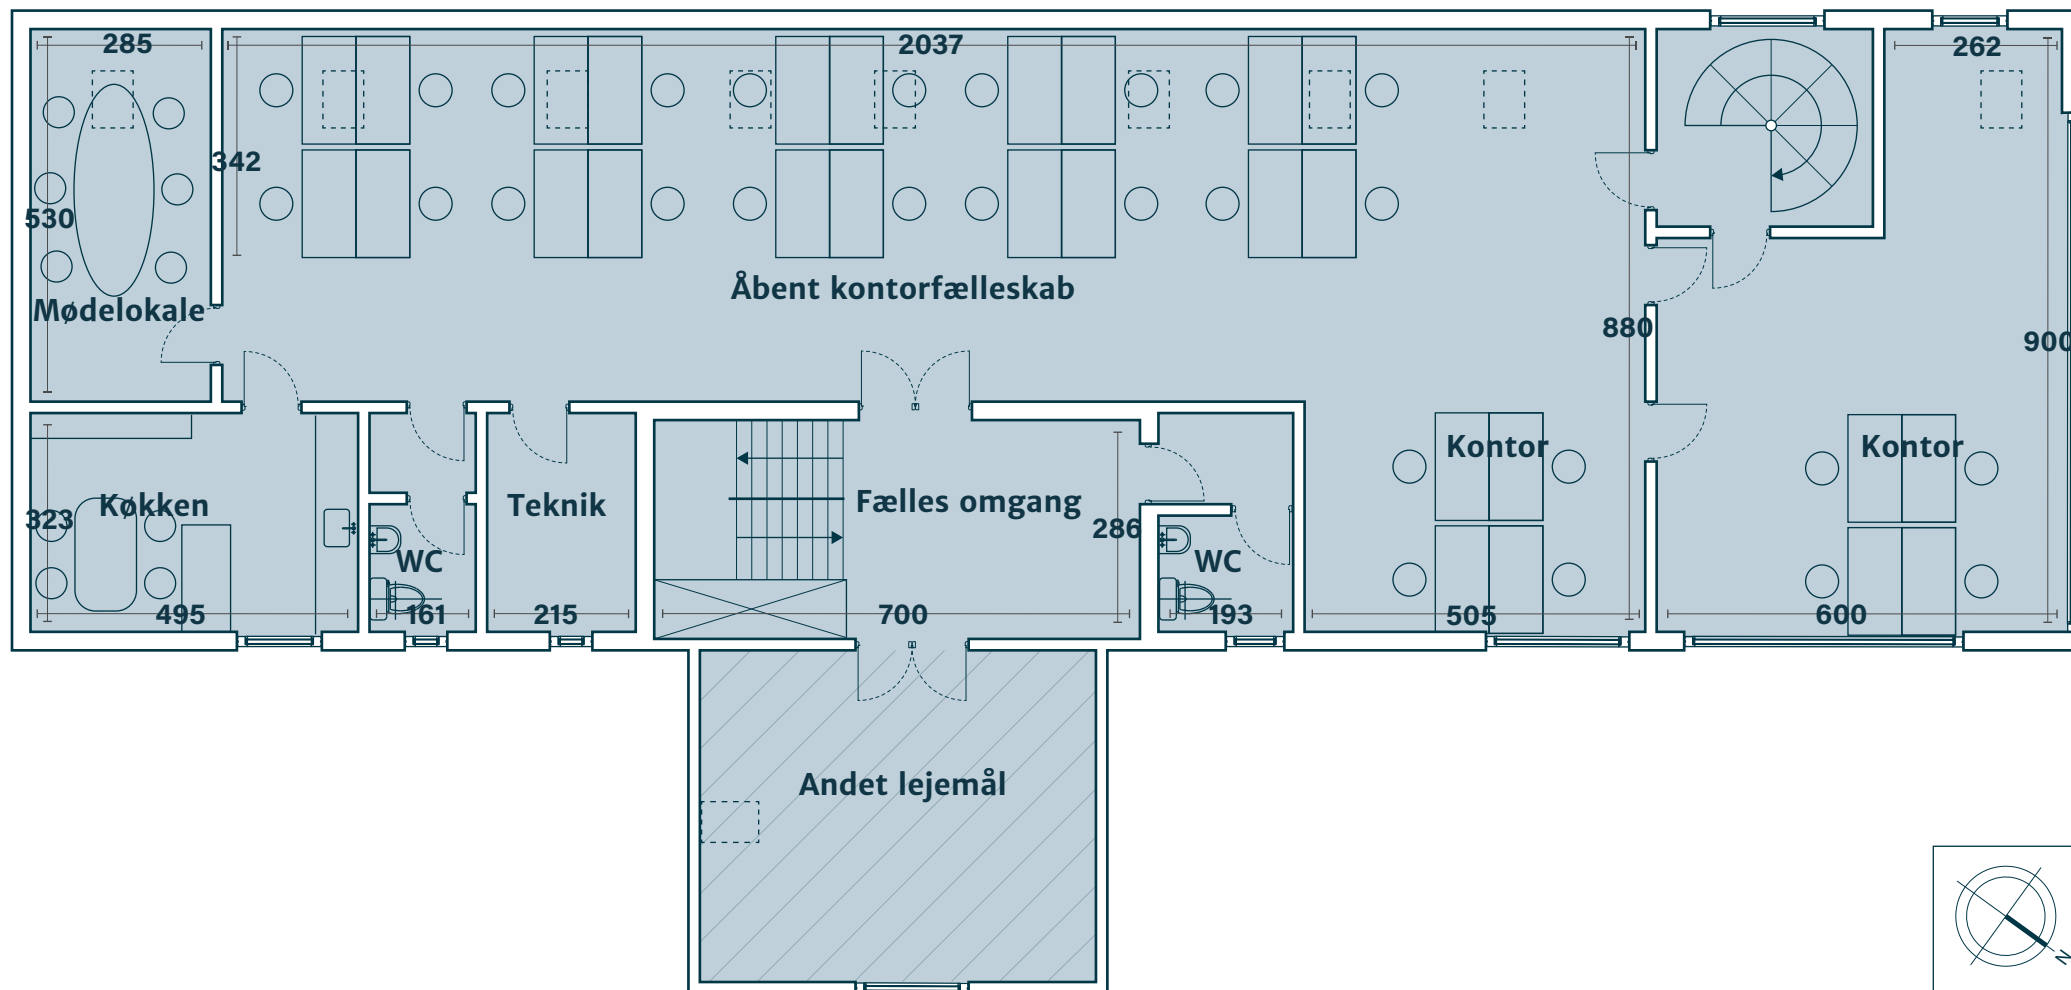 285
2037
262
342
530
Åbent kontorfælleskab
Mødelokale
880
900
Kontor
Kontor
Køkken
Teknik
Fælles omgang
323
286
WC
WC
495
161
215
700
193
505
600
Andet lejemål
N